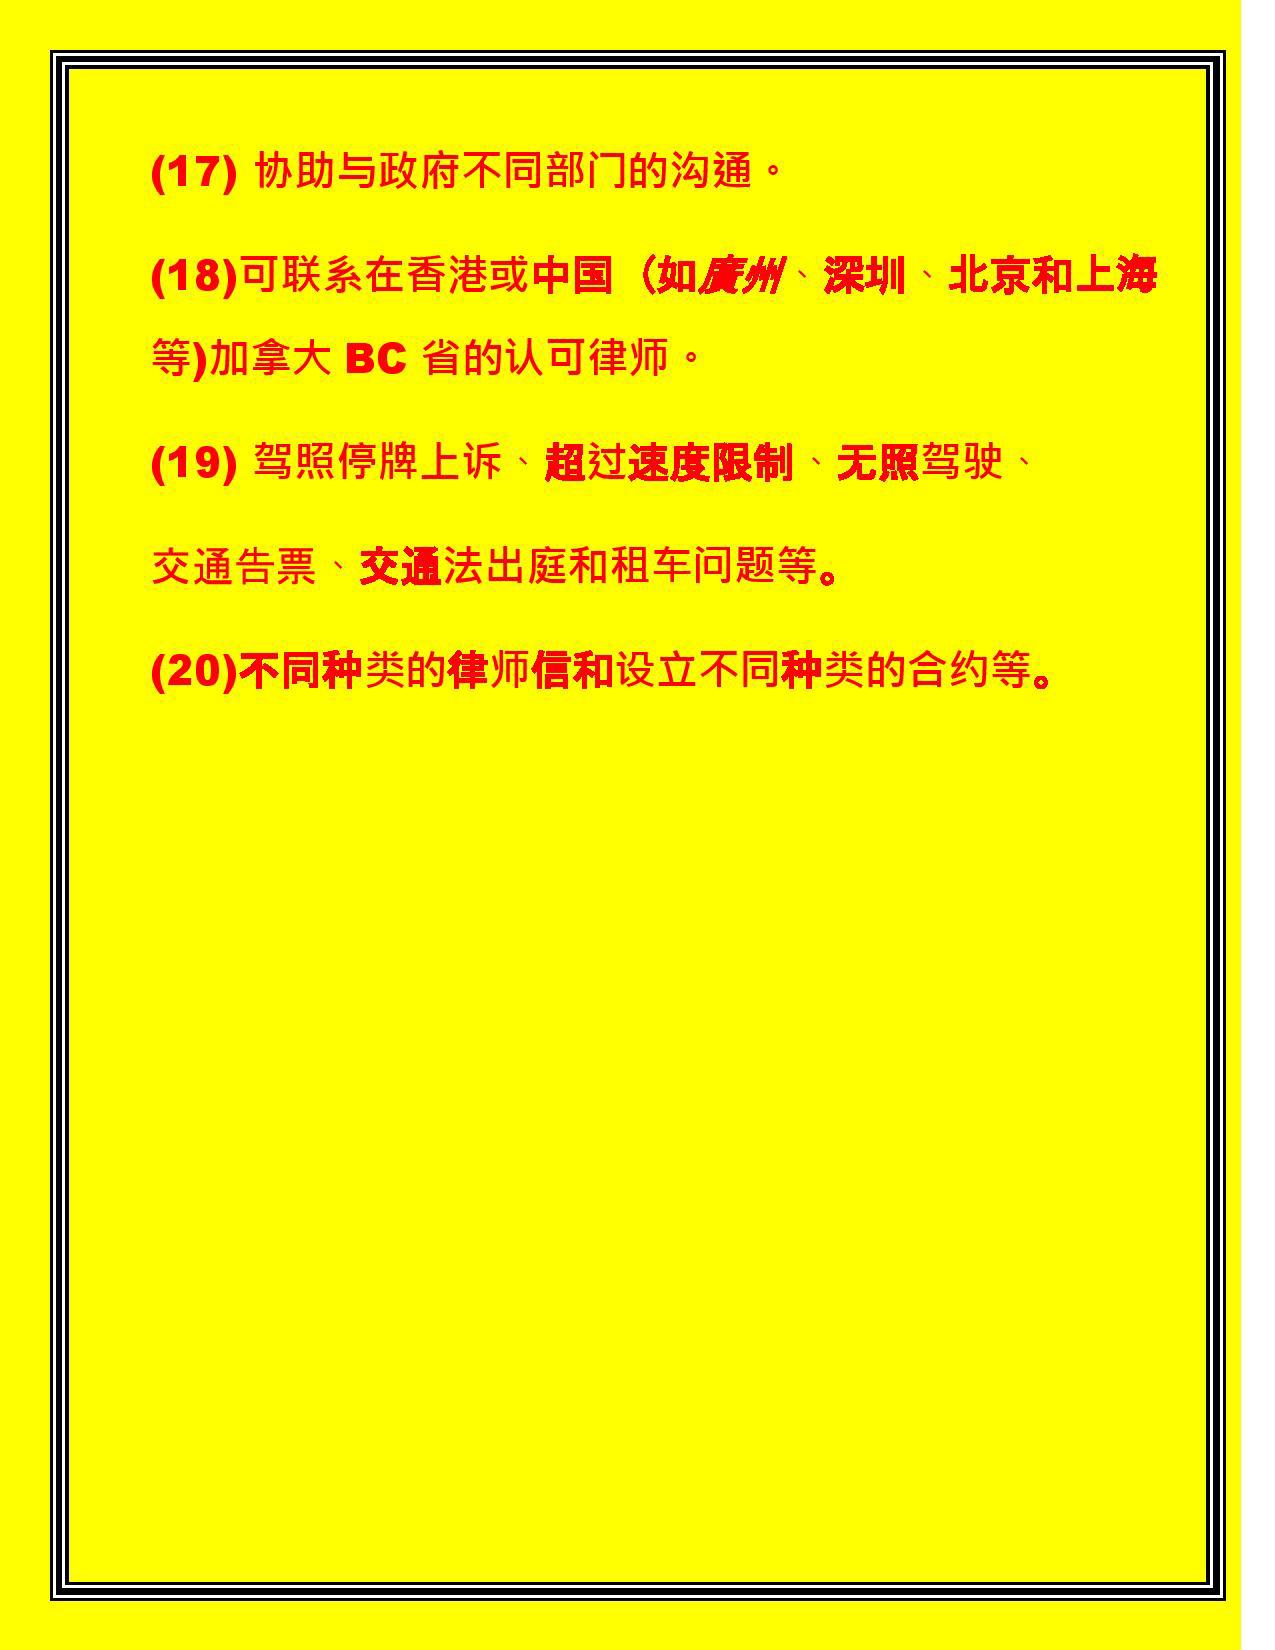 (17) 协助与政府不同部门的沟通。
(18)可联系在香港或中国（如廣州、深圳、北京和上海
等)加拿大 BC 省的认可律师。
(19) 驾照停牌上诉、超过速度限制、无照驾驶、
交通告票、交通法出庭和租车问题等。
(20)不同种类的律师信和设立不同种类的合约等。